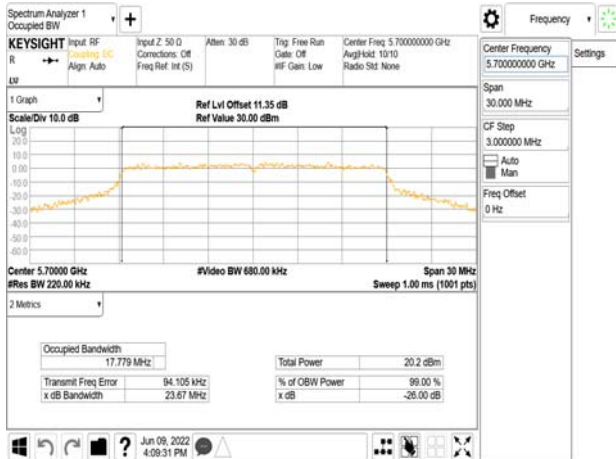 Spectrum Analyzer 1
Occupied BW
Frequency
Settings
KEYSIGHT
R
Input: RF
Coupling: DC
Align: Auto
Input Z: 50 Ω
Corrections: Off
Freq Ref: Int (S)
Atten: 30 dB
Trig: Free Run
Gate: Off
#IF Gain: Low
Center Freq: 5.700000000 GHz
Avg|Hold: 10/10
Radio Std: None
LXI
Center Frequency
5.700000000 GHz
Span
30.000 MHz
CF Step
3.000000 MHz
Auto
Man
Freq Offset
0 Hz
1 Graph
Scale/Div 10.0 dB
Ref Lvl Offset 11.35 dB
Ref Value 30.00 dBm
Log
20.0
10.0
0.00
-10.0
-20.0
-30.0
-40.0
-50.0
-60.0
Center 5.70000 GHz
#Res BW 220.00 kHz
#Video BW 680.00 kHz
Span 30 MHz
Sweep 1.00 ms (1001 pts)
2 Metrics
Occupied Bandwidth
17.779 MHz
Total Power 20.2 dBm
Transmit Freq Error 94.105 kHz
% of OBW Power 99.00 %
x dB Bandwidth 23.67 MHz
x dB -26.00 dB
?
Jun 09, 2022
4:09:31 PM